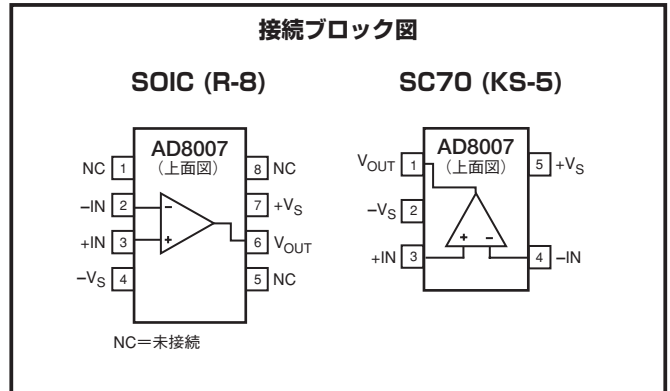 接続ブロック図
SOIC (R-8)
AD8007
(上面図)
NC 1
8 NC
–IN 2
7 +VS
+IN 3
6 VOUT
–VS 4
5 NC
NC=未接続
SC70 (KS-5)
AD8007
(上面図)
VOUT 1
5 +VS
–VS 2
+IN 3
4 –IN